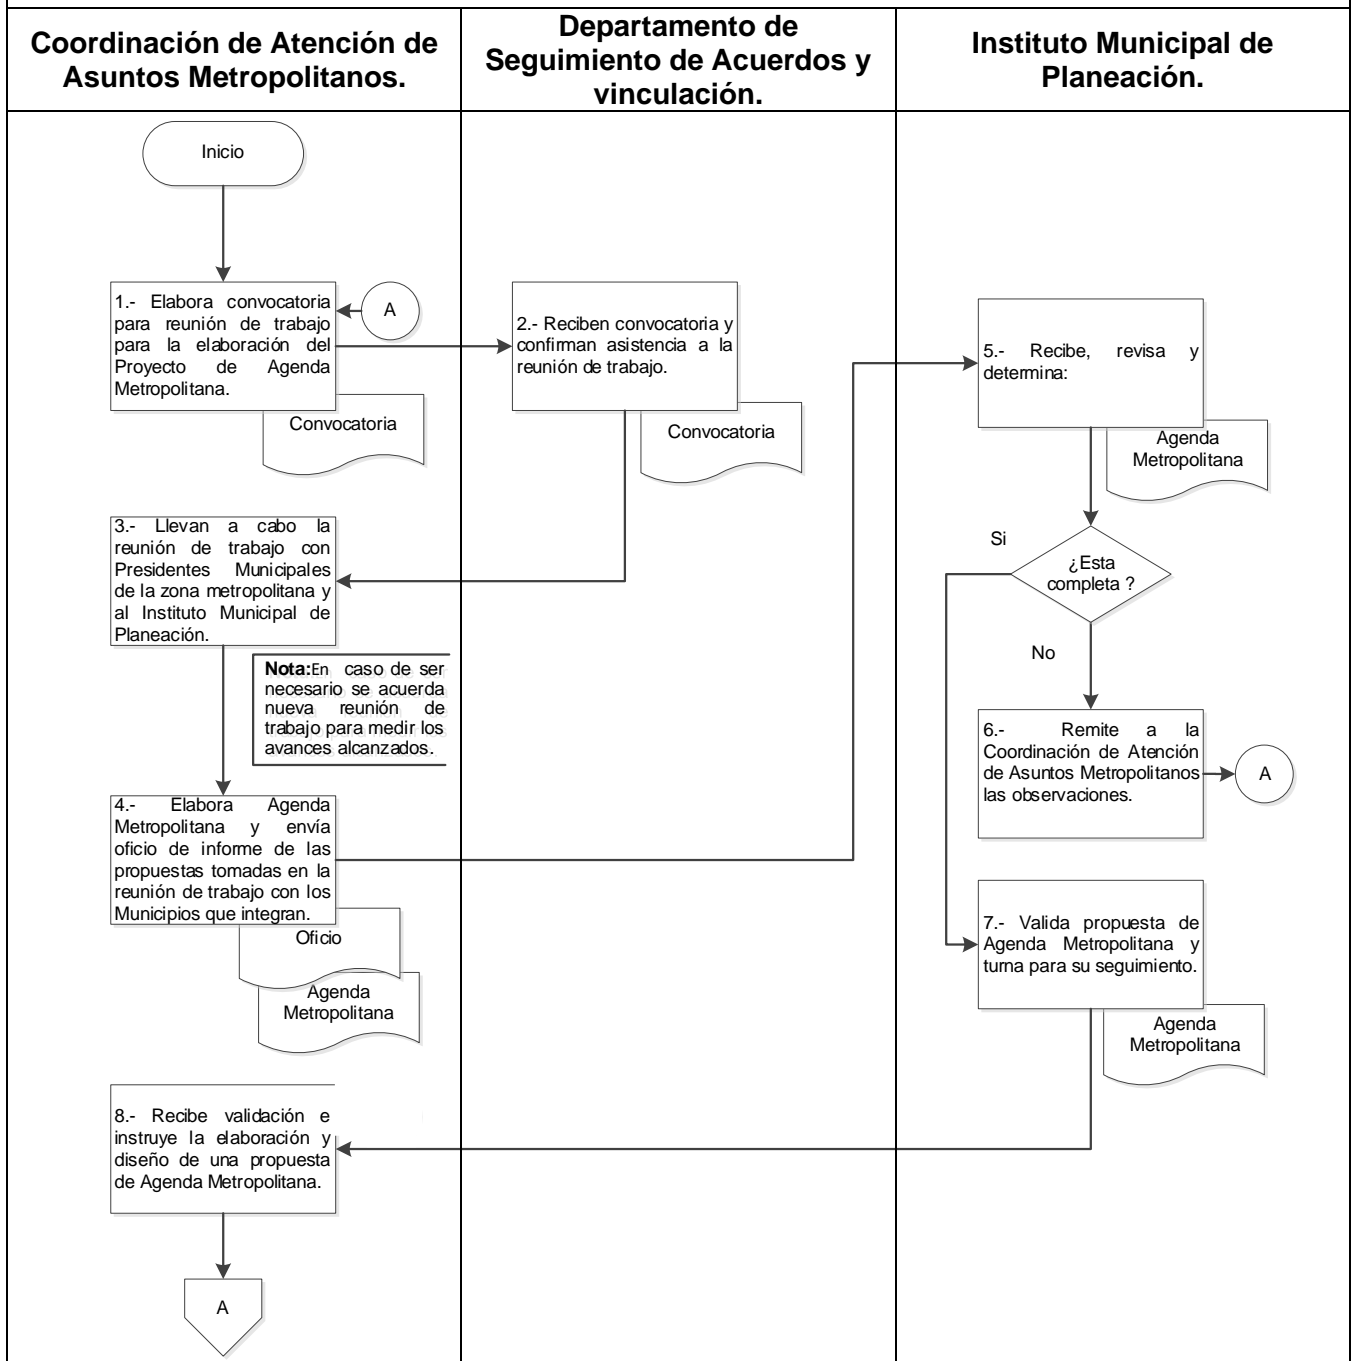 Coordinación de Atención de
Asuntos Metropolitanos.
Departamento de
Seguimiento de Acuerdos y
vinculación.
Instituto Municipal de
Planeación.
Inicio
1.- Elabora convocatoria
para reunión de trabajo
para la elaboración del
Proyecto de Agenda
Metropolitana.
A
Convocatoria
2.- Reciben convocatoria y
confirman asistencia a la
reunión de trabajo.
Convocatoria
3.- Llevan a cabo la
reunión de trabajo con
Presidentes Municipales
de la zona metropolitana y
al Instituto Municipal de
Planeación.
Nota:En caso de ser
necesario se acuerda
nueva reunión de
trabajo para medir los
avances alcanzados.
4.- Elabora Agenda
Metropolitana y envía
oficio de informe de las
propuestas tomadas en la
reunión de trabajo con los
Municipios que integran.
Oficio
Agenda
Metropolitana
5.- Recibe, revisa y
determina:
Agenda
Metropolitana
Si
¿Esta
completa ?
No
6.- Remite a la
Coordinación de Atención
de Asuntos Metropolitanos
las observaciones.
A
7.- Valida propuesta de
Agenda Metropolitana y
turna para su seguimiento.
Agenda
Metropolitana
8.- Recibe validación e
instruye la elaboración y
diseño de una propuesta
de Agenda Metropolitana.
A